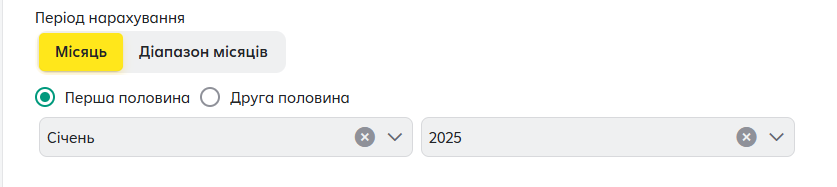 Період нарахування
Місяць Діапазон місяців
Перша половина Друга половина
Січень 2025